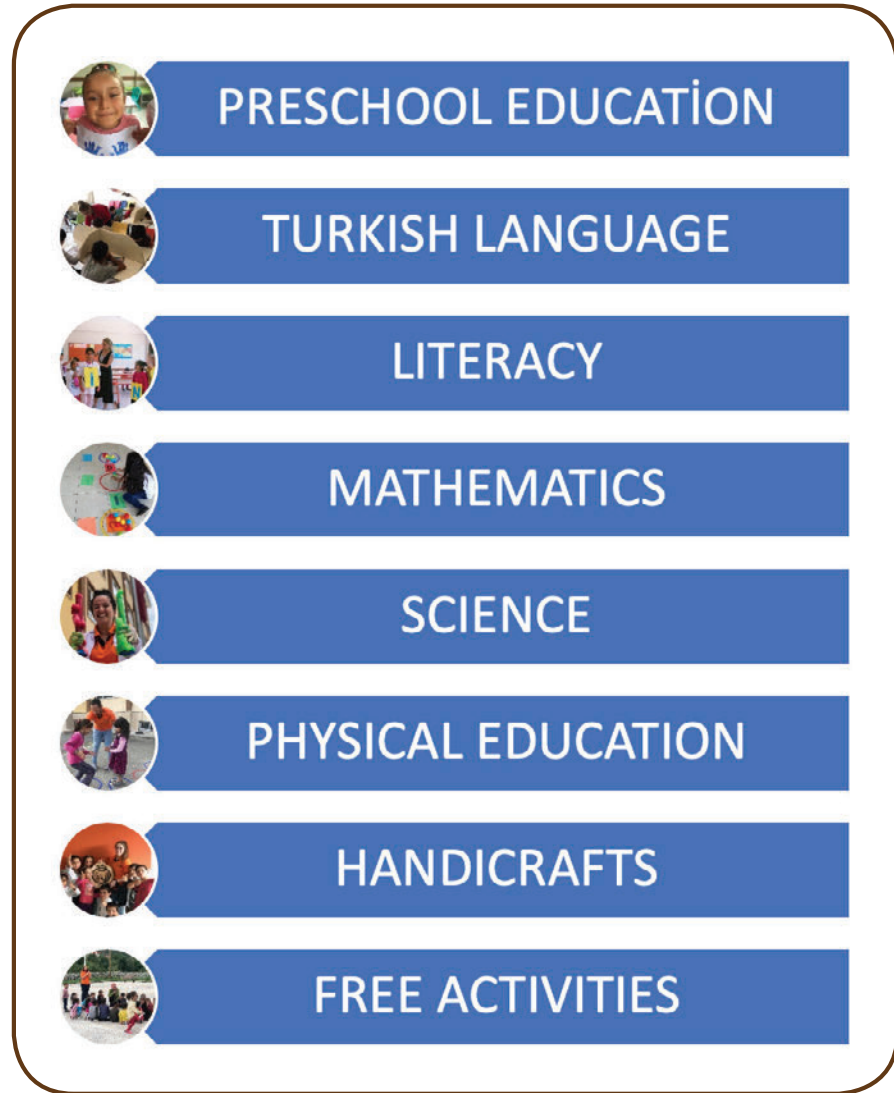 PRESCHOOL EDUCATİON
TURKISH LANGUAGE
LITERACY
MATHEMATICS
SCIENCE
PHYSICAL EDUCATION
HANDICRAFTS
FREE ACTIVITIES